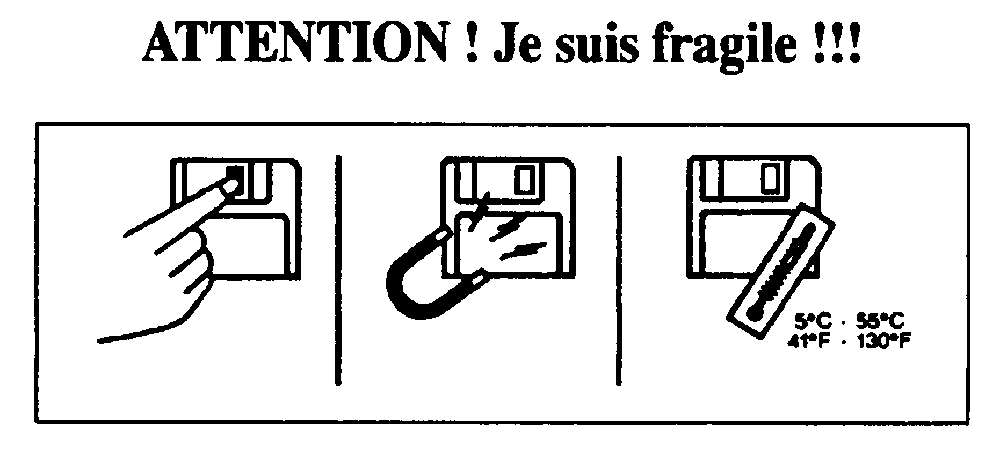 ATTENTION ! Je suis fragile !!!
5°C - 55°C
41°F - 130°F